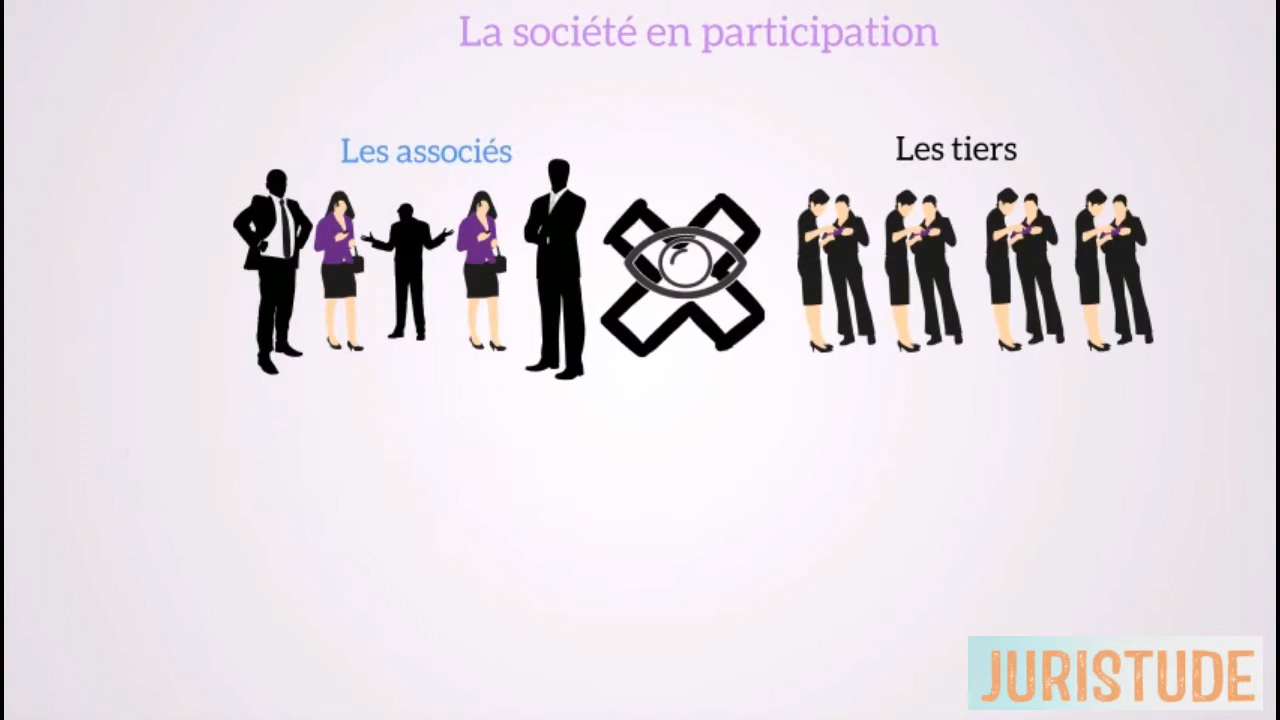 La société en participation
Les associés
Les tiers
JURISTUDE